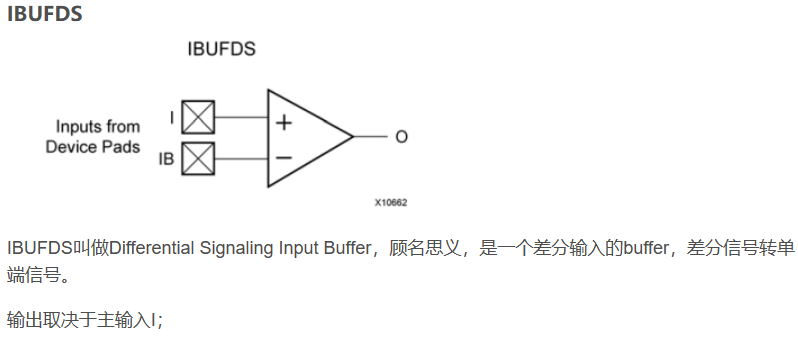 IBUFDS
IBUFDS
I
+
Inputs from
Device Pads
IB
−
O
X10662
IBUFDS叫做Differential Signaling Input Buffer，顾名思义，是一个差分输入的buffer，差分信号转单
端信号。
输出取决于主输入I；